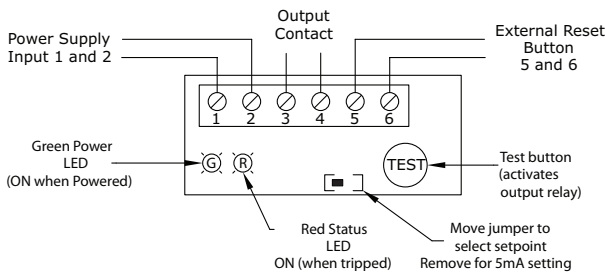 Power Supply
Input 1 and 2
Output
Contact
External Reset
Button
5 and 6
1 2 3 4 5 6
Green Power
LED
(ON when Powered)
G R
TEST
Test button
(activates
output relay)
Red Status
LED
ON (when tripped)
Move jumper to
select setpoint
Remove for 5mA setting